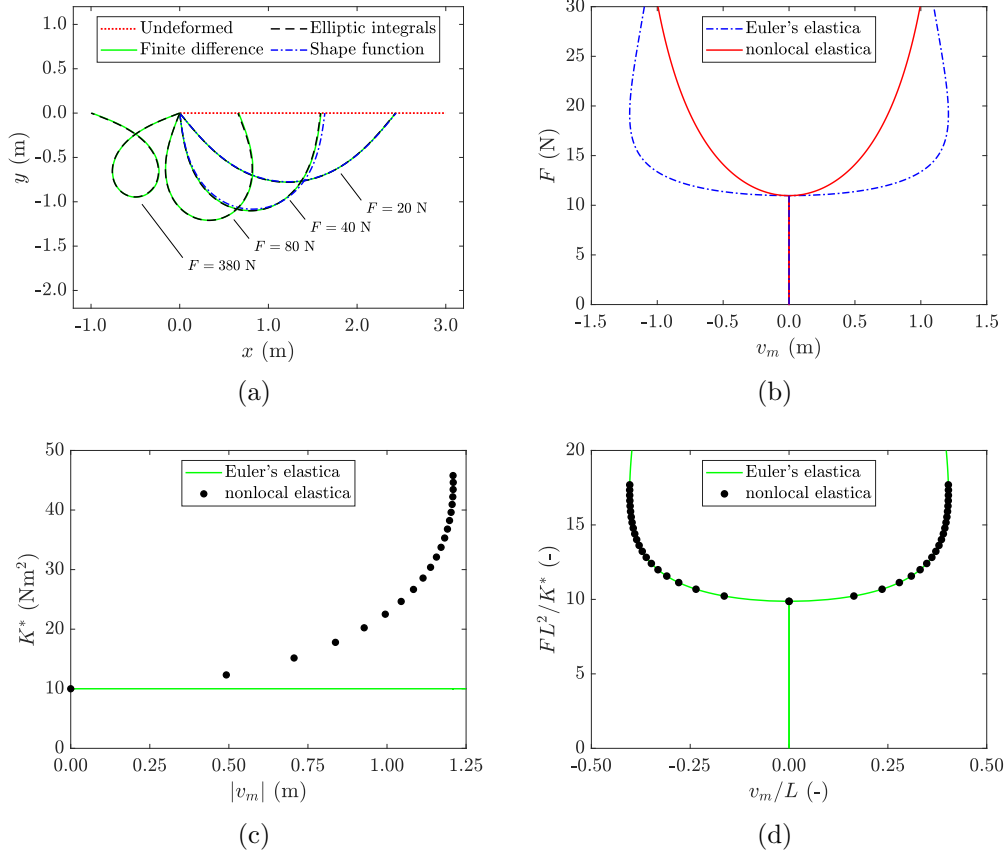 Undeformed
Finite difference
Elliptic integrals
Shape function
1.0
0.0
-0.5
-1.0
-1.5
-2.0
y (m)
F = 20 N
F = 40 N
F = 80 N
F = 380 N
-1.0 0.0 1.0 2.0 3.0
x (m)
(a)
Euler's elastica
nonlocal elastica
30
25
20
15
10
5
0
F (N)
-1.5 -1.0 -0.5 0.0 0.5 1.0 1.5
v_m (m)
(b)
Euler's elastica
nonlocal elastica
50
40
30
20
10
0
K* (Nm²)
0.00 0.25 0.50 0.75 1.00 1.25
|v_m| (m)
(c)
Euler's elastica
nonlocal elastica
20
15
10
5
0
FL²/K* (-)
-0.50 -0.25 0.00 0.25 0.50
v_m/L (-)
(d)